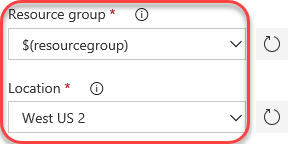 Resource group *
$(resourcegroup)
Location *
West US 2